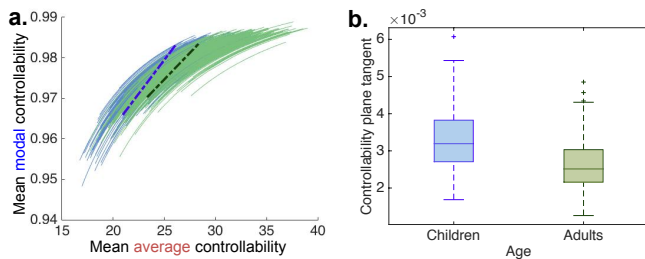 a.
0.99
0.98
0.97
0.96
0.95
0.94
Mean modal controllability
15 20 25 30 35 40
Mean average controllability
b.
×10⁻³
6
5
4
3
2
Controllability plane tangent
Children Adults
Age